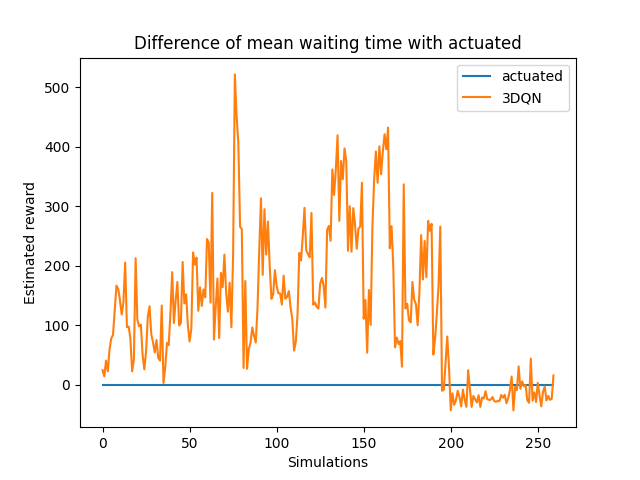 Difference of mean waiting time with actuated
actuated
3DQN
Estimated reward
500
400
300
200
100
0
0 50 100 150 200 250
Simulations